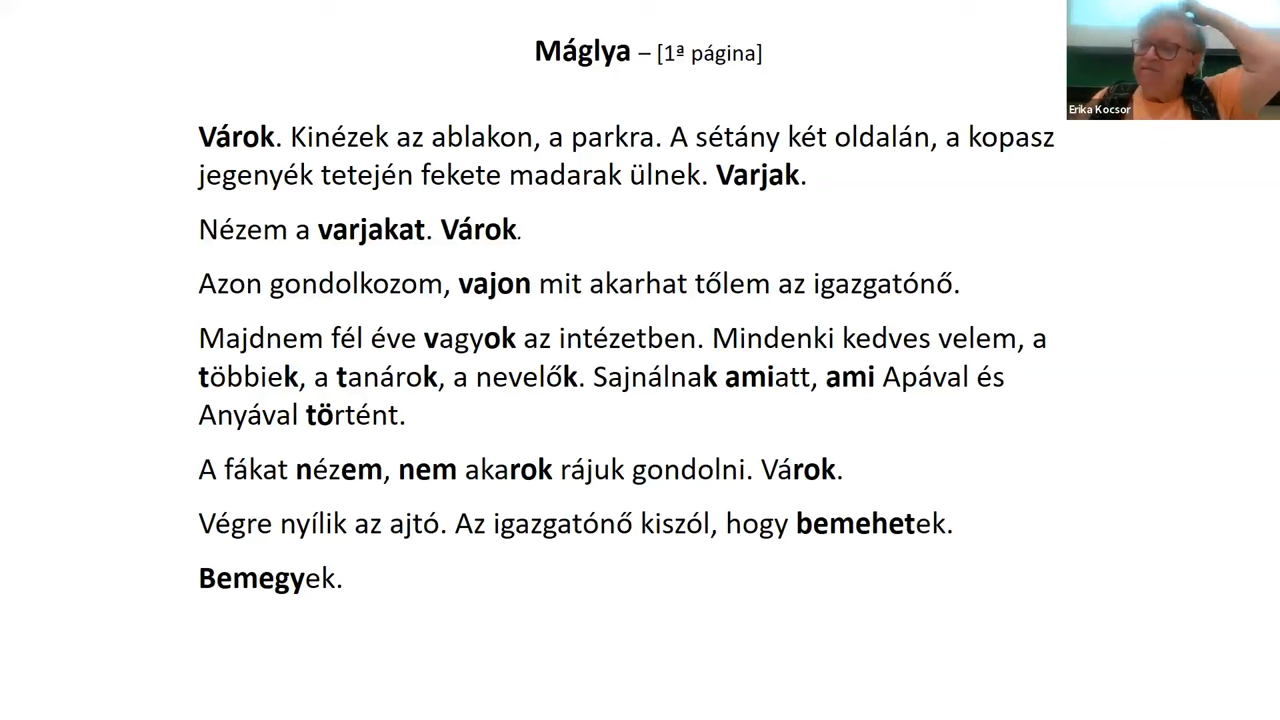 Máglya – [1ª página]
Erika Kocsor
Várok. Kinézek az ablakon, a parkra. A sétány két oldalán, a kopasz
jegenyék tetején fekete madarak ülnek. Varjak.
Nézem a varjakat. Várok.
Azon gondolkozom, vajon mit akarhat tőlem az igazgatónő.
Majdnem fél éve vagyok az intézetben. Mindenki kedves velem, a
többiek, a tanárok, a nevelők. Sajnálnak amiatt, ami Apával és
Anyával történt.
A fákat nézem, nem akarok rájuk gondolni. Várok.
Végre nyílik az ajtó. Az igazgatónő kiszól, hogy bemehetek.
Bemegyek.